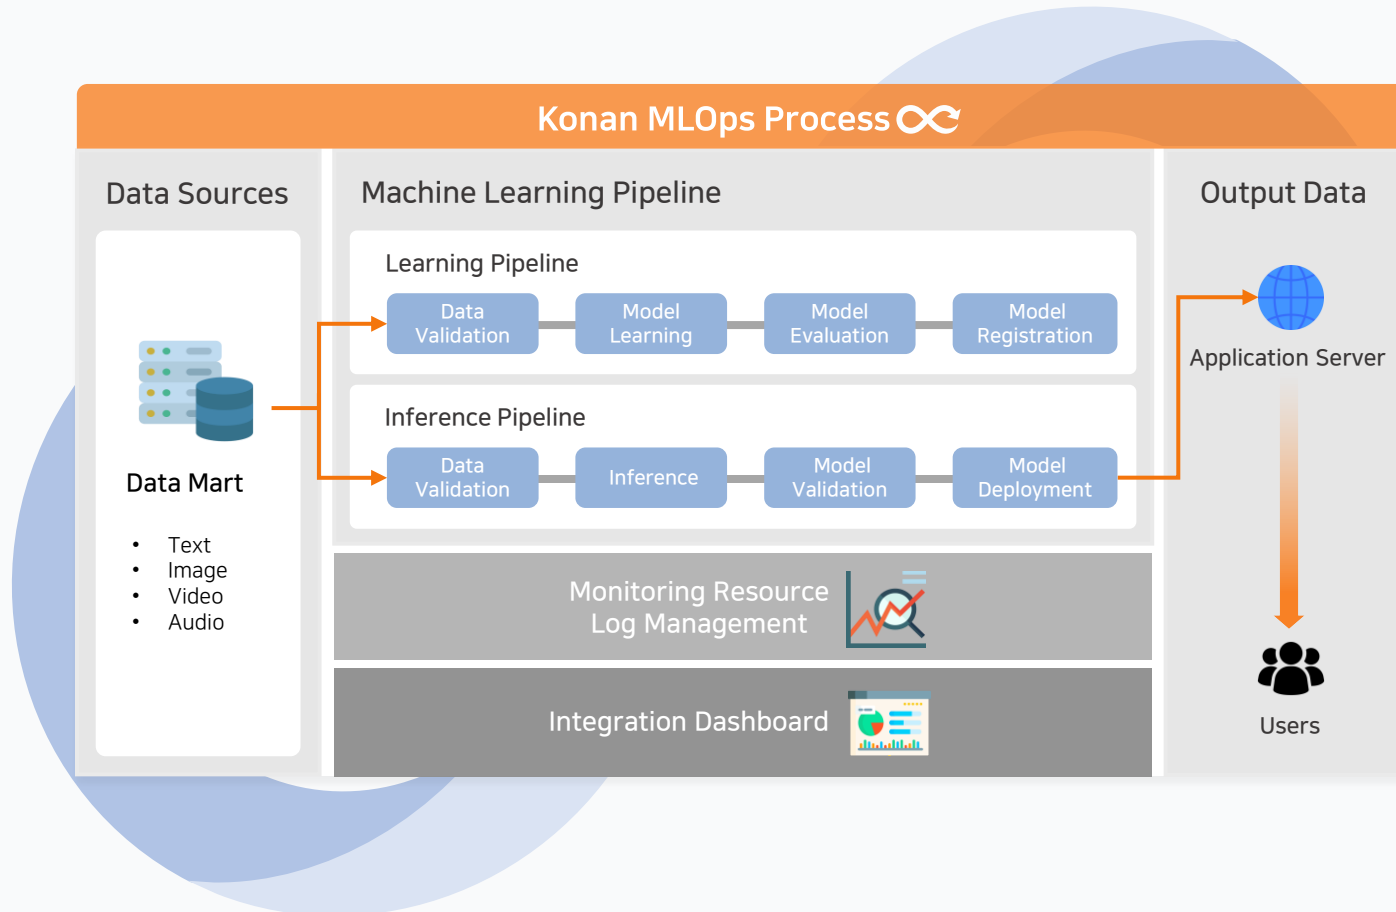 Konan MLOps Process
Data Sources
Data Mart
• Text
• Image
• Video
• Audio
Machine Learning Pipeline
Learning Pipeline
Data
Validation
Model
Learning
Model
Evaluation
Model
Registration
Inference Pipeline
Data
Validation
Inference
Model
Validation
Model
Deployment
Monitoring Resource
Log Management
Integration Dashboard
Output Data
Application Server
Users